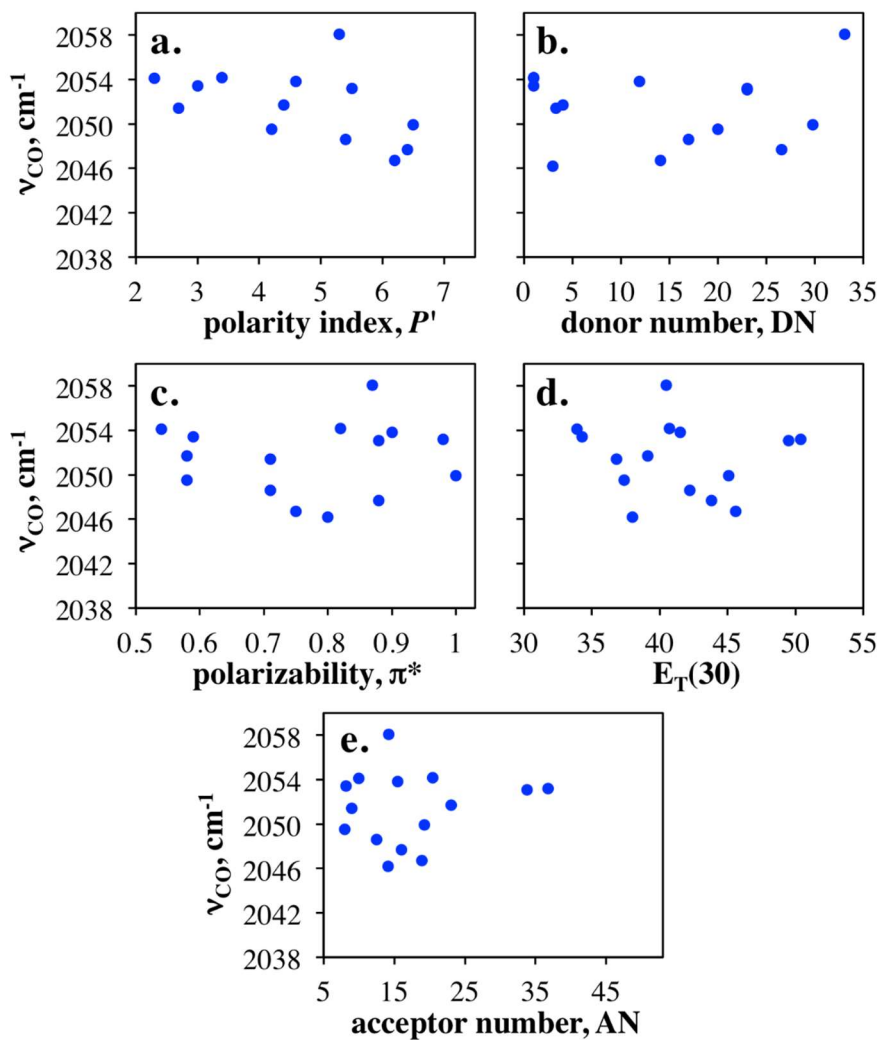 a.
ν_CO, cm⁻¹
2058
2054
2050
2046
2042
2038
2 3 4 5 6 7
polarity index, P'
b.
0 5 10 15 20 25 30 35
donor number, DN
c.
ν_CO, cm⁻¹
2058
2054
2050
2046
2042
2038
0.5 0.6 0.7 0.8 0.9 1
polarizability, π*
d.
30 35 40 45 50 55
E_T(30)
e.
ν_CO, cm⁻¹
2058
2054
2050
2046
2042
2038
5 15 25 35 45
acceptor number, AN